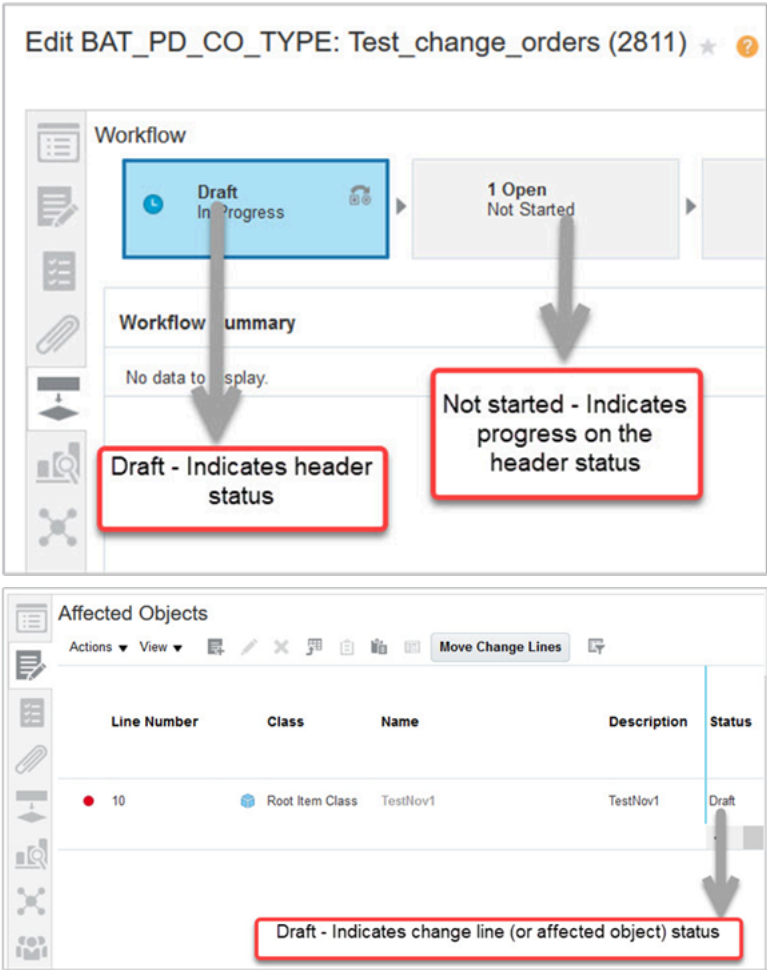 Edit BAT_PD_CO_TYPE: Test_change_orders (2811)
Workflow
Draft
In Progress
1 Open
Not Started
Workflow Summary
No data to display.
Draft - Indicates header
status
Not started - Indicates
progress on the
header status
Affected Objects
Actions View Move Change Lines
Line Number Class Name Description Status
10 Root Item Class TestNov1 TestNov1 Draft
Draft - Indicates change line (or affected object) status